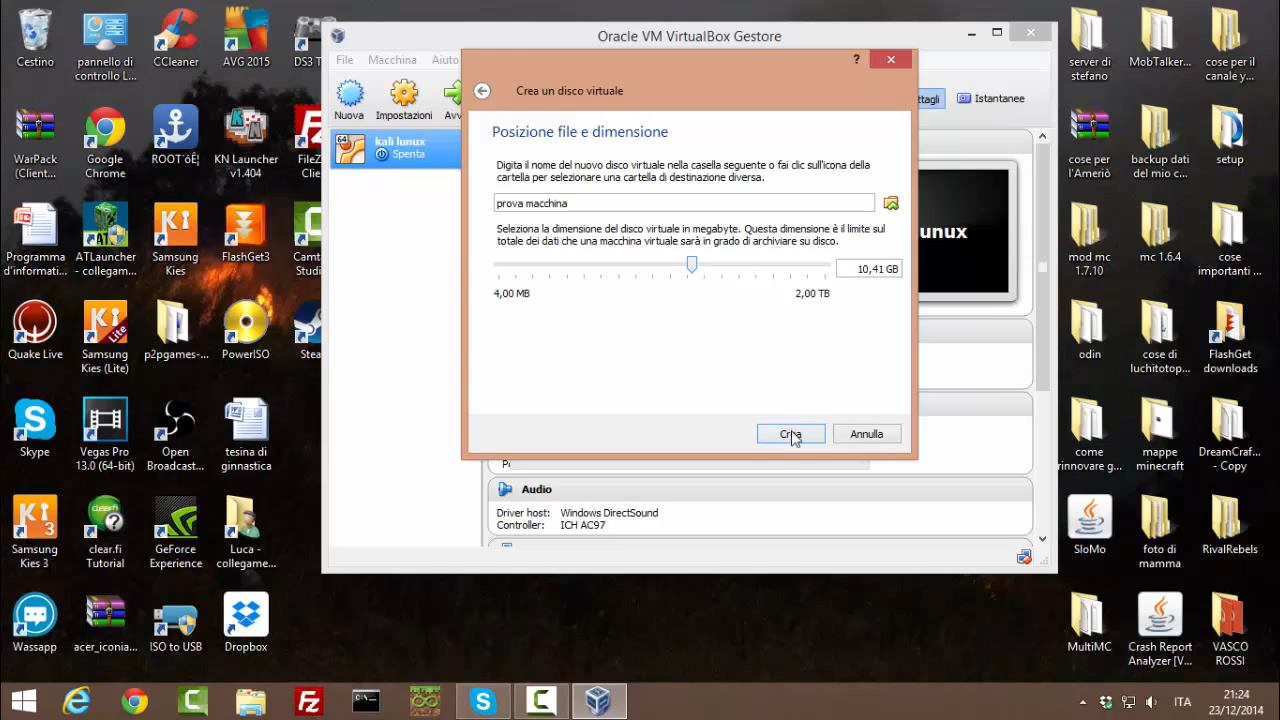 Oracle VM VirtualBox Gestore
File
Macchina
Aiuto
Nuova
Impostazioni
Istantanee
64
kali lunux
Spenta
?
Crea un disco virtuale
Posizione file e dimensione
Digita il nome del nuovo disco virtuale nella casella seguente o fai clic sull'icona della
cartella per selezionare una cartella di destinazione diversa.
prova macchina
Seleziona la dimensione del disco virtuale in megabyte. Questa dimensione è il limite sul
totale dei dati che una macchina virtuale sarà in grado di archiviare su disco.
10,41 GB
4,00 MB
2,00 TB
Crea
Annulla
Audio
Driver host: Windows DirectSound
Controller: ICH AC97
Cestino
pannello di
controllo L...
CCleaner
AVG 2015
DS3 T
WarPack
(Client...
Google
Chrome
ROOT
KN Launcher
v1.404
FileZ
Programma
d'informati...
ATLauncher
- collegam...
Samsung
Kies
FlashGet3
Camt
Studi
Quake Live
Samsung
Kies (Lite)
p2pgames-...
PowerISO
Stea
Skype
Vegas Pro
13.0 (64-bit)
Open
Broadcast...
tesina di
ginnastica
Samsung
Kies 3
clear.fi
Tutorial
GeForce
Experience
Luca -
collegame...
Wassapp
acer_iconia...
ISO to USB
Dropbox
server di
stefano
MobTalker...
cose per il
canale y...
cose per
l'Ameriò
backup dati
del mio c...
setup
mod mc
1.7.10
mc 1.6.4
cose
importanti ...
odin
cose di
luchitotop...
FlashGet
downloads
come
rinnovare g...
mappe
minecraft
DreamCraf...
- Copy
SloMo
foto di
mamma
RivalRebels
MultiMC
Crash Report
Analyzer [V...
VASCO
ROSSI
ITA
21:24
23/12/2014